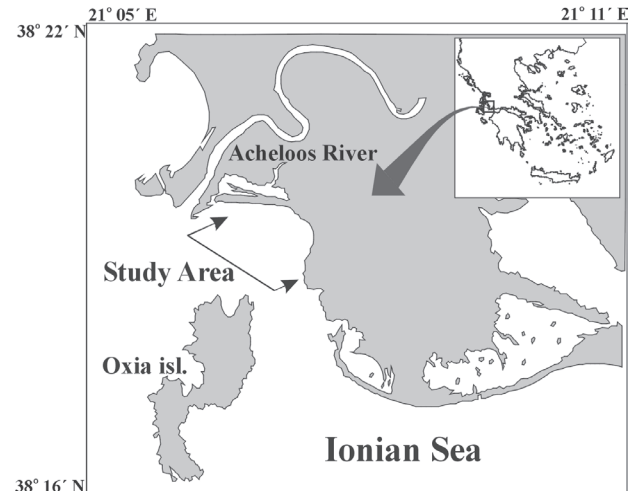 21° 05´ E
21° 11´ E
38° 22´ N
Acheloos River
Study Area
Oxia isl.
Ionian Sea
38° 16´ N